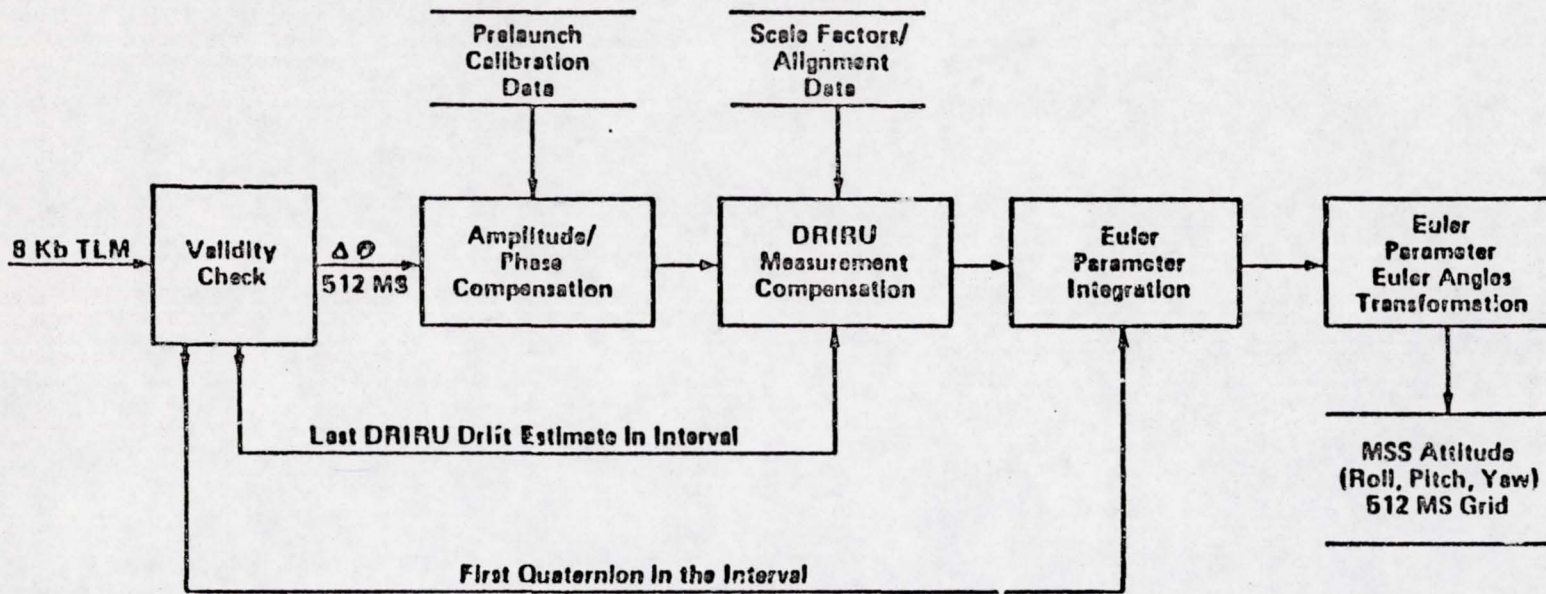 Prelaunch
Calibration
Data
Scale Factors/
Alignment
Data
8 Kb TLM
Validity
Check
Δ θ
512 MS
Amplitude/
Phase
Compensation
DRIRU
Measurement
Compensation
Euler
Parameter
Integration
Euler
Parameter
Euler Angles
Transformation
Last DRIRU Drift Estimate in Interval
MSS Attitude
(Roll, Pitch, Yaw)
512 MS Grid
First Quaternion in the Interval